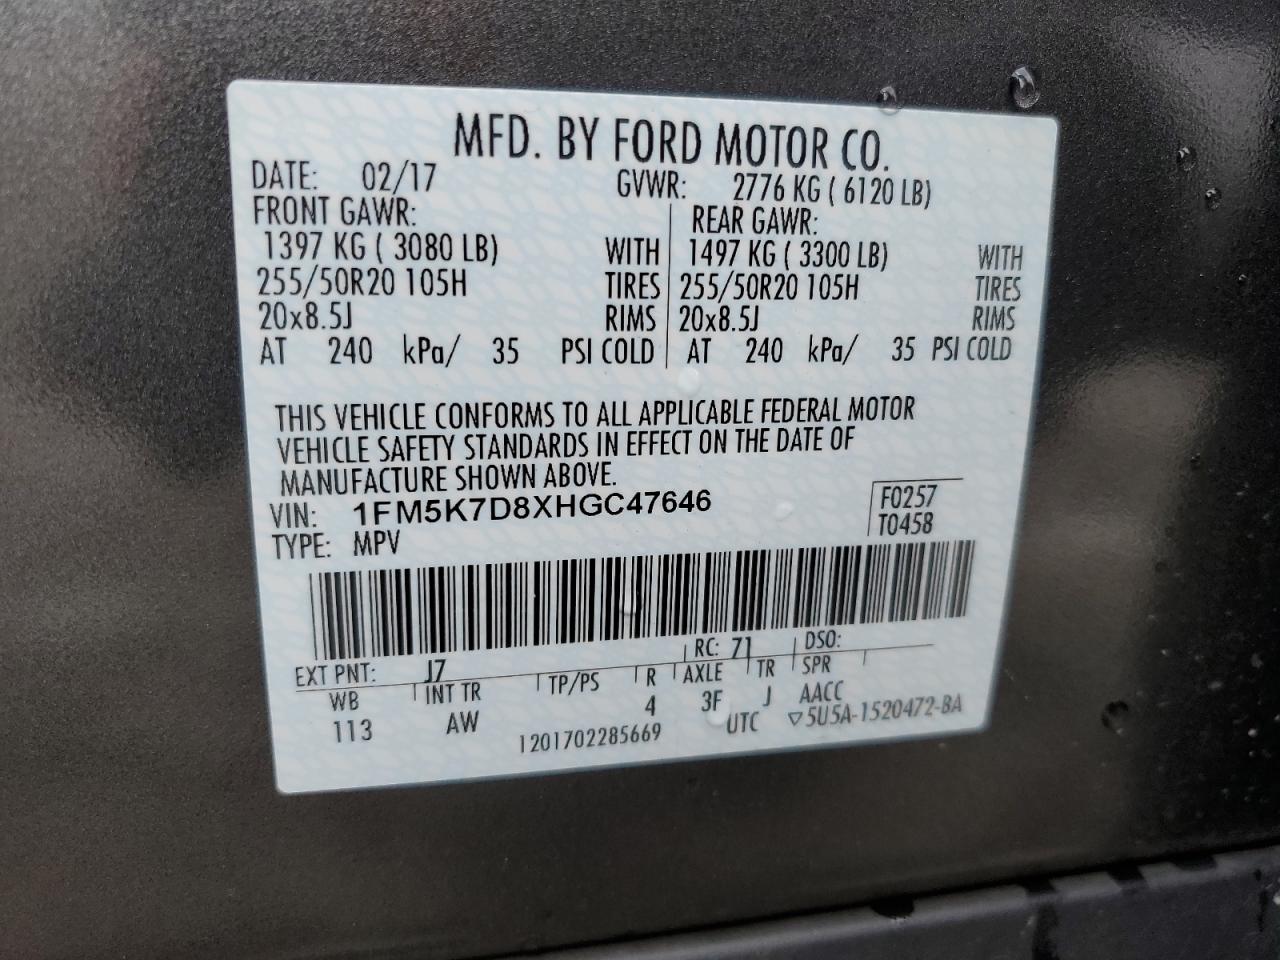 MFD. BY FORD MOTOR CO.
DATE: 02/17 GVWR: 2776 KG ( 6120 LB)
FRONT GAWR: REAR GAWR:
1397 KG ( 3080 LB) WITH 1497 KG ( 3300 LB) WITH
255/50R20 105H TIRES 255/50R20 105H TIRES
20x8.5J RIMS 20x8.5J RIMS
AT 240 kPa/ 35 PSI COLD AT 240 kPa/ 35 PSI COLD
THIS VEHICLE CONFORMS TO ALL APPLICABLE FEDERAL MOTOR
VEHICLE SAFETY STANDARDS IN EFFECT ON THE DATE OF
MANUFACTURE SHOWN ABOVE.
VIN: 1FM5K7D8XHGC47646 F0257
TYPE: MPV T0458
EXT PNT: J7 RC: 71 DSO:
WB INT TR TP/PS R AXLE TR SPR
113 AW 4 3F J AACC
1201702285669 UTC ▽5U5A-1520472-BA